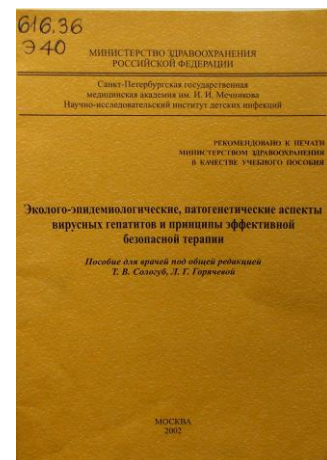 616.36
Э 40
МИНИСТЕРСТВО ЗДРАВООХРАНЕНИЯ
РОССИЙСКОЙ ФЕДЕРАЦИИ
Санкт-Петербургская государственная
медицинская академия им. И. И. Мечникова
Научно-исследовательский институт детских инфекций
РЕКОМЕНДОВАНО К ПЕЧАТИ
МИНИСТЕРСТВОМ ЗДРАВООХРАНЕНИЯ
В КАЧЕСТВЕ УЧЕБНОГО ПОСОБИЯ
Эколого-эпидемиологические, патогенетические аспекты
вирусных гепатитов и принципы эффективной
безопасной терапии
Пособие для врачей под общей редакцией
Т. В. Сологуб, Л. Г. Горячевой
МОСКВА
2002